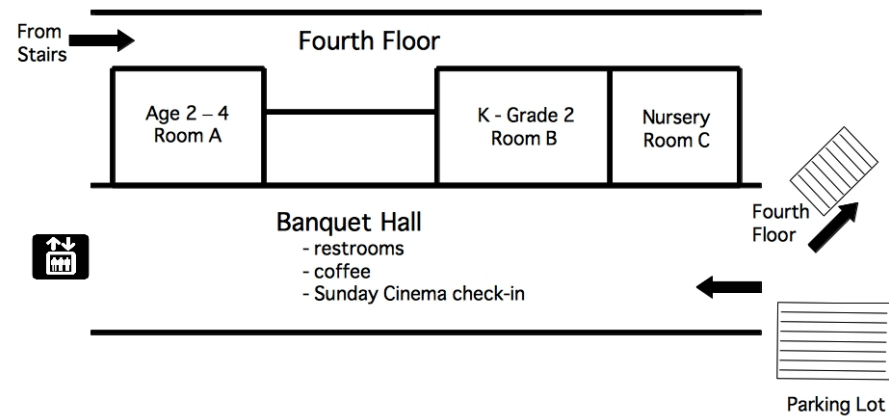 From
Stairs
Fourth Floor
Age 2 – 4
Room A
K - Grade 2
Room B
Nursery
Room C
Fourth
Floor
Banquet Hall
- restrooms
- coffee
- Sunday Cinema check-in
Parking Lot